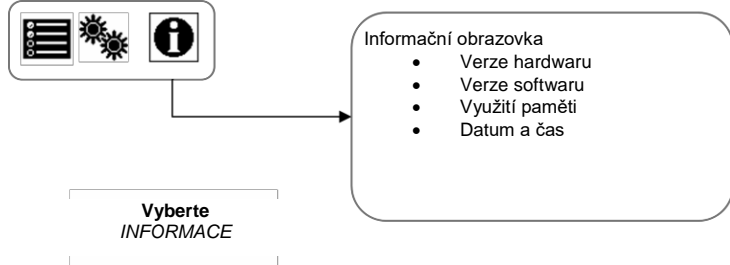 Informační obrazovka
• Verze hardwaru
• Verze softwaru
• Využití paměti
• Datum a čas
Vyberte
INFORMACE